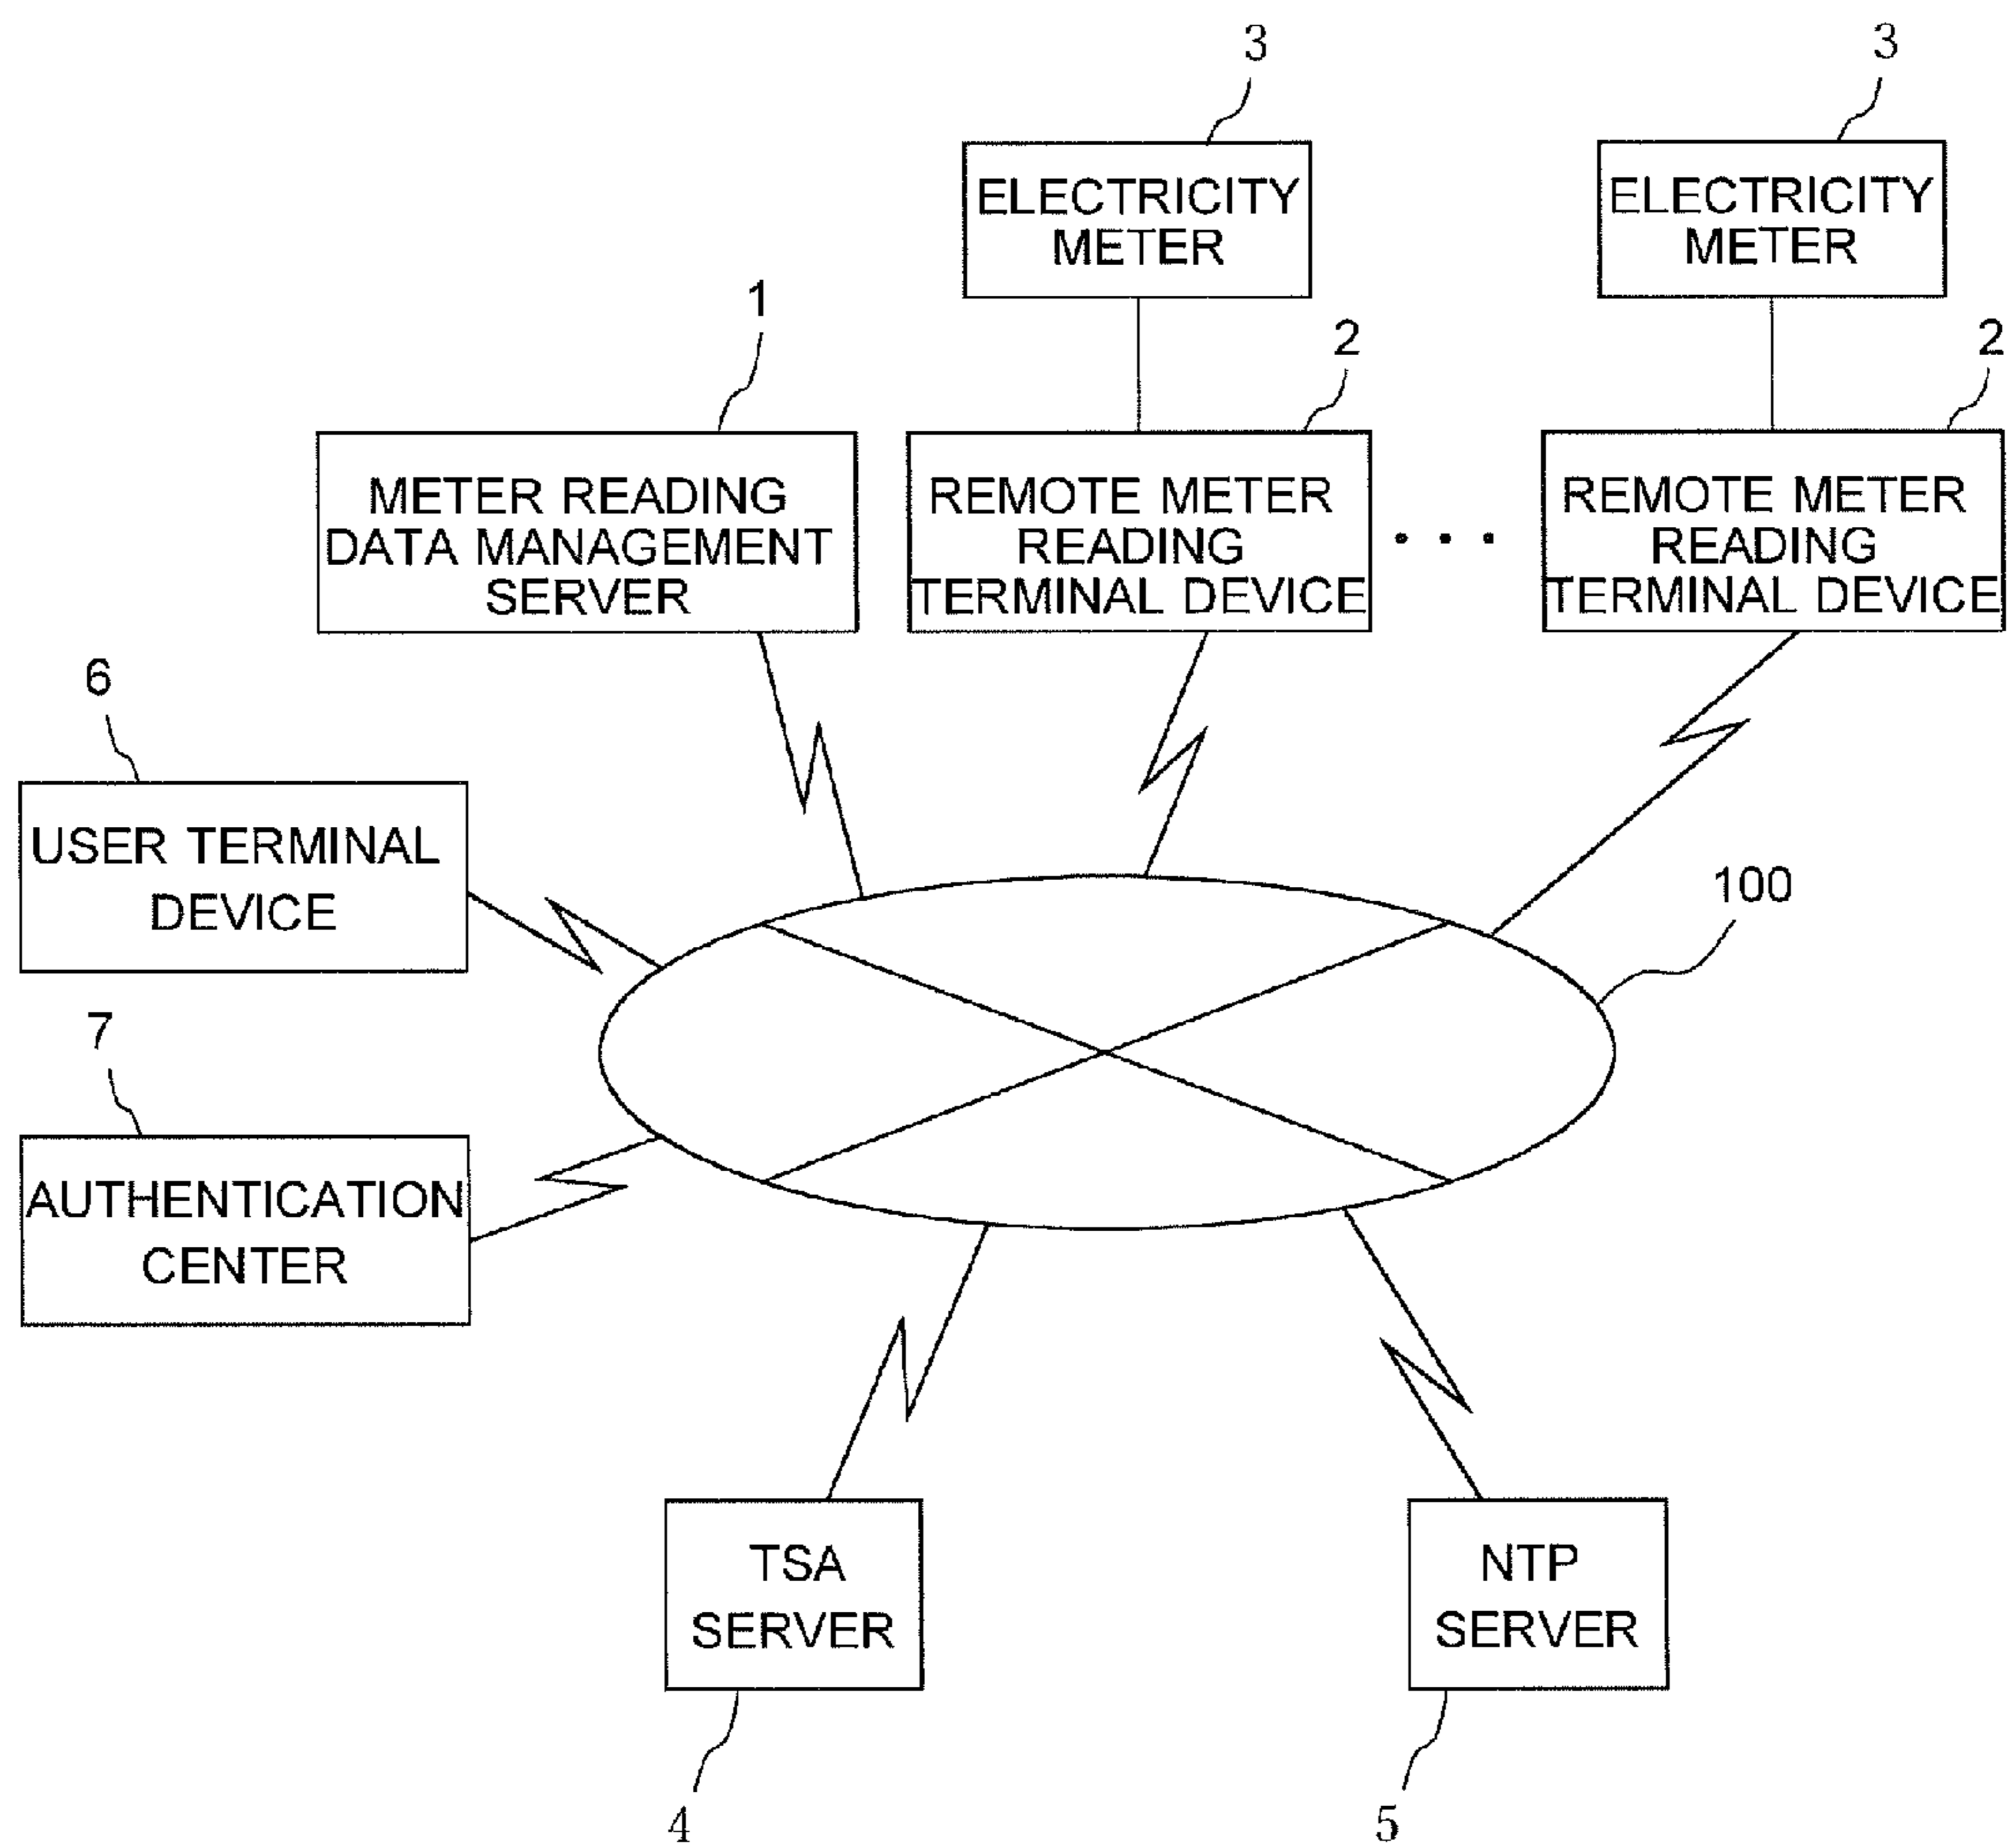 3
3
ELECTRICITY
METER
ELECTRICITY
METER
1
2
2
METER READING
DATA MANAGEMENT
SERVER
REMOTE METER
READING
TERMINAL DEVICE
REMOTE METER
READING
TERMINAL DEVICE
6
USER TERMINAL
DEVICE
100
7
AUTHENTICATION
CENTER
TSA
SERVER
NTP
SERVER
4
5